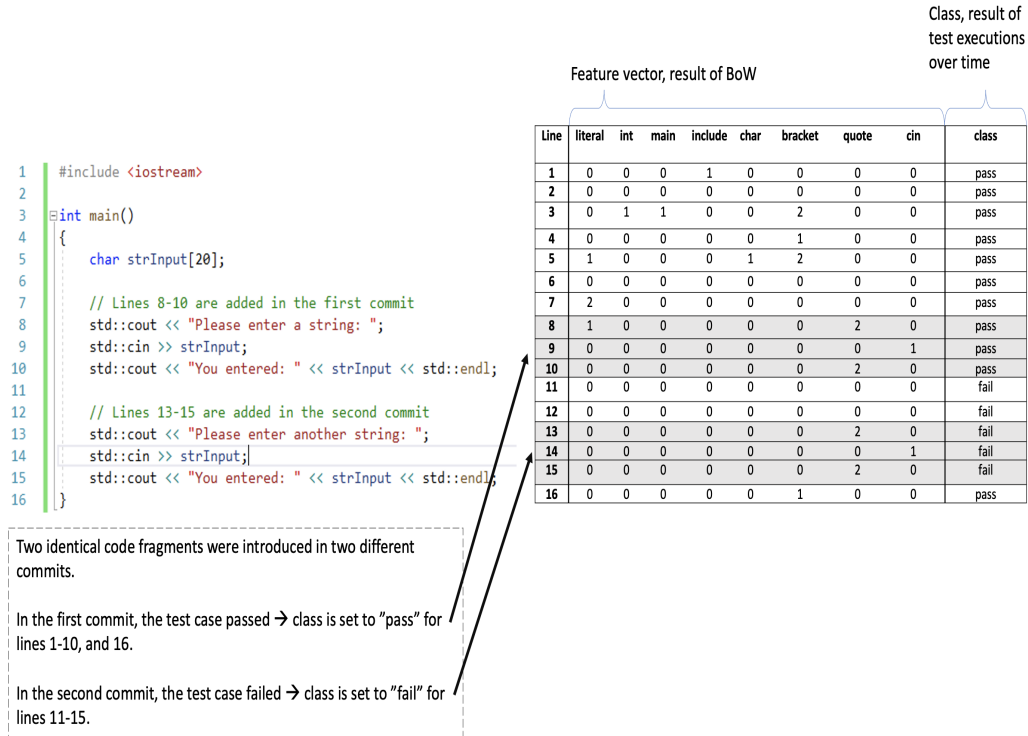 Class, result of
test executions
over time
Feature vector, result of BoW
Line literal int main include char bracket quote cin class
1 0 0 0 1 0 0 0 0 pass
2 0 0 0 0 0 0 0 0 pass
3 0 1 1 0 0 2 0 0 pass
4 0 0 0 0 0 1 0 0 pass
5 1 0 0 0 1 2 0 0 pass
6 0 0 0 0 0 0 0 0 pass
7 2 0 0 0 0 0 0 0 pass
8 1 0 0 0 0 0 2 0 pass
9 0 0 0 0 0 0 0 1 pass
10 0 0 0 0 0 0 2 0 pass
11 0 0 0 0 0 0 0 0 fail
12 0 0 0 0 0 0 0 0 fail
13 0 0 0 0 0 0 2 0 fail
14 0 0 0 0 0 0 0 1 fail
15 0 0 0 0 0 0 2 0 fail
16 0 0 0 0 0 1 0 0 pass
1 #include <iostream>
2
3 int main()
4 {
5 char strInput[20];
6
7 // Lines 8-10 are added in the first commit
8 std::cout << "Please enter a string: ";
9 std::cin >> strInput;
10 std::cout << "You entered: " << strInput << std::endl;
11
12 // Lines 13-15 are added in the second commit
13 std::cout << "Please enter another string: ";
14 std::cin >> strInput;
15 std::cout << "You entered: " << strInput << std::endl;
16 }
Two identical code fragments were introduced in two different
commits.
In the first commit, the test case passed → class is set to ”pass” for
lines 1-10, and 16.
In the second commit, the test case failed → class is set to ”fail” for
lines 11-15.